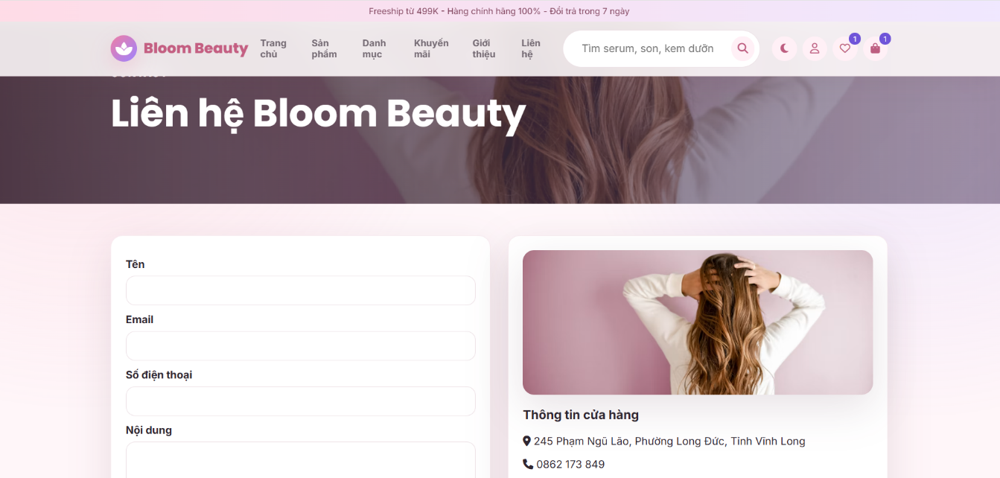 Freeship từ 499K - Hàng chính hãng 100% - Đổi trả trong 7 ngày
Bloom Beauty
Trang
chủ
Sản
phẩm
Danh
mục
Khuyến
mãi
Giới
thiệu
Liên
hệ
Tìm serum, son, kem dưỡn
1
1
Liên hệ Bloom Beauty
Tên
Email
Số điện thoại
Nội dung
Thông tin cửa hàng
245 Phạm Ngũ Lão, Phường Long Đức, Tỉnh Vĩnh Long
0862 173 849